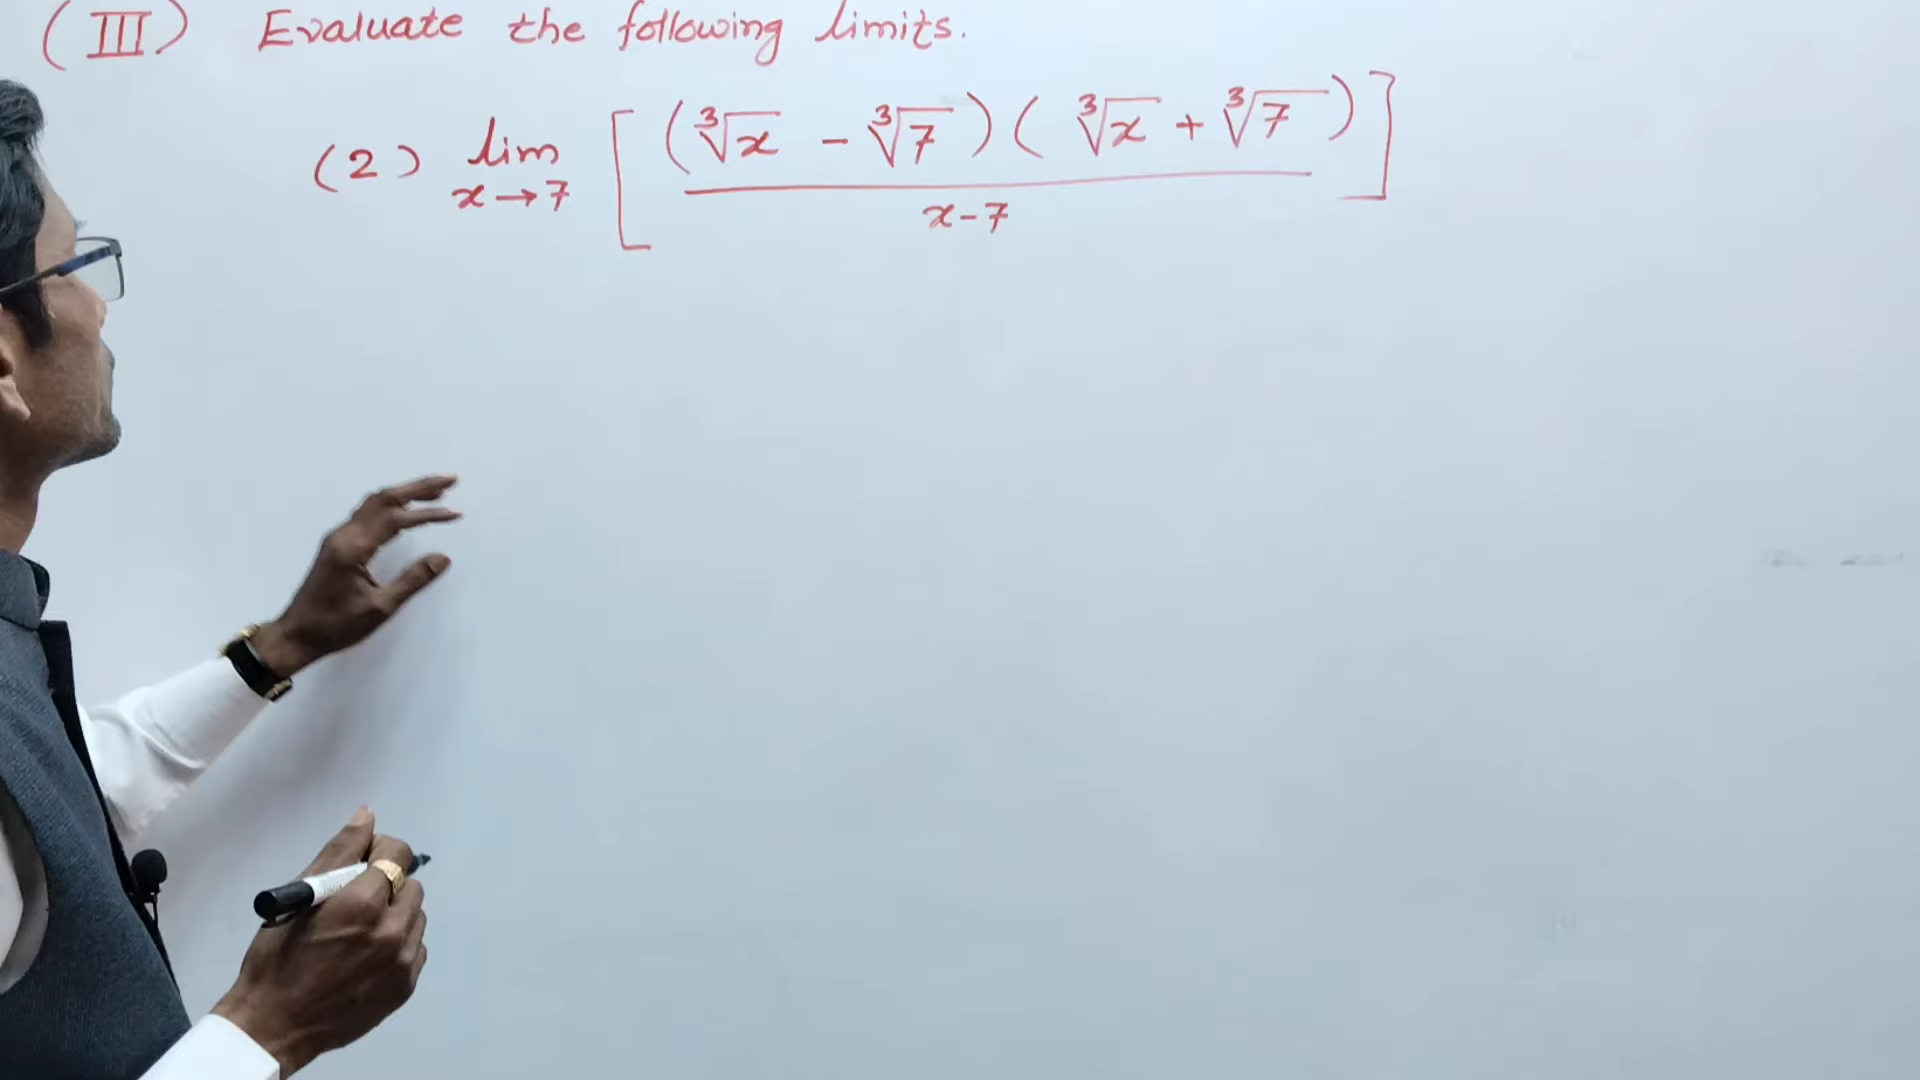 (III) Evaluate the following limits.
(2) lim x→7 [ (∛x - ∛7)(∛x + ∛7) / x-7 ]